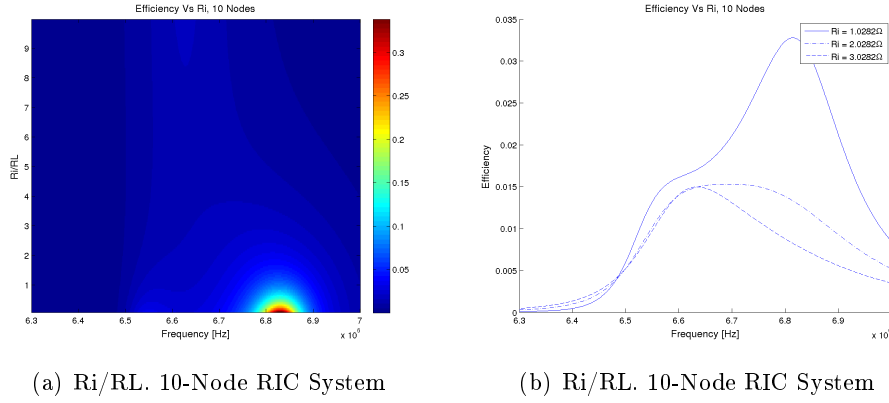 Efficiency Vs Ri, 10 Nodes
Ri/RL
9
8
7
6
5
4
3
2
1
6.3 6.4 6.5 6.6 6.7 6.8 6.9 7
Frequency [Hz]
x 10⁶
0.3
0.25
0.2
0.15
0.1
0.05
(a) Ri/RL. 10-Node RIC System
Efficiency Vs Ri, 10 Nodes
Efficiency
0.035
0.03
0.025
0.02
0.015
0.01
0.005
0
6.3 6.4 6.5 6.6 6.7 6.8 6.9
Frequency [Hz]
x 10
Ri = 1.0282Ω
Ri = 2.0282Ω
Ri = 3.0282Ω
(b) Ri/RL. 10-Node RIC System